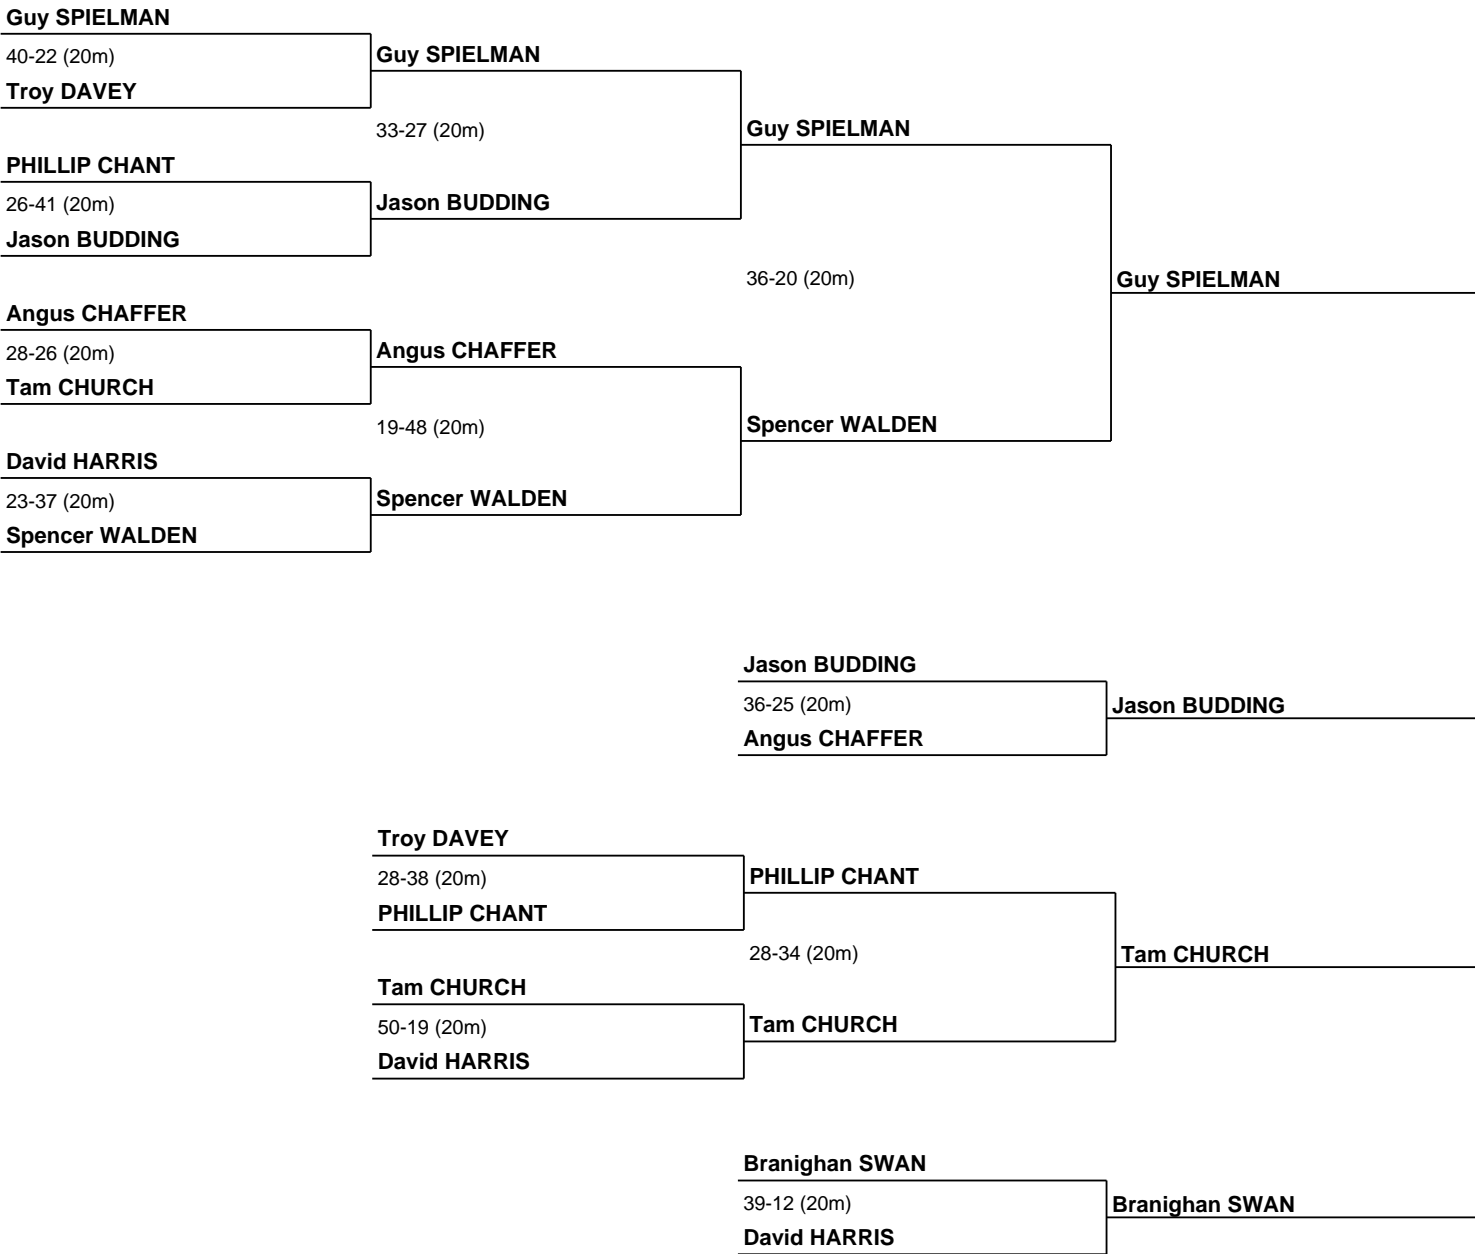 Guy SPIELMAN
40-22 (20m)
Troy DAVEY
PHILLIP CHANT
26-41 (20m)
Jason BUDDING
Angus CHAFFER
28-26 (20m)
Tam CHURCH
David HARRIS
23-37 (20m)
Spencer WALDEN
Guy SPIELMAN
33-27 (20m)
Jason BUDDING
Angus CHAFFER
19-48 (20m)
Spencer WALDEN
Guy SPIELMAN
36-20 (20m)
Spencer WALDEN
Guy SPIELMAN
Jason BUDDING
36-25 (20m)
Angus CHAFFER
Jason BUDDING
Troy DAVEY
28-38 (20m)
PHILLIP CHANT
Tam CHURCH
50-19 (20m)
David HARRIS
PHILLIP CHANT
28-34 (20m)
Tam CHURCH
Tam CHURCH
Branighan SWAN
39-12 (20m)
David HARRIS
Branighan SWAN